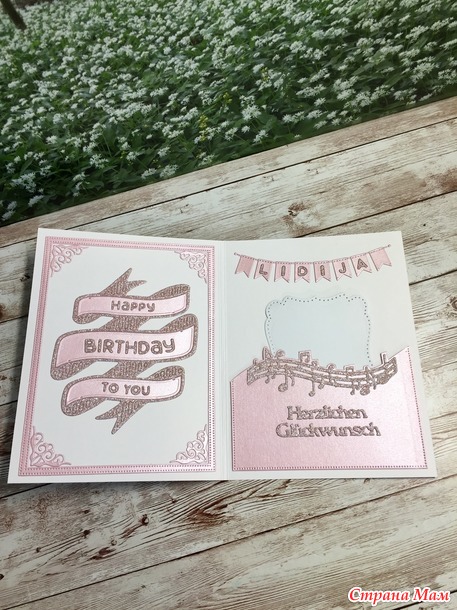 Happy
BIRTHDAY
TO YOU
LIDIJA
Herzlichen
Glückwunsch
Страна Мам